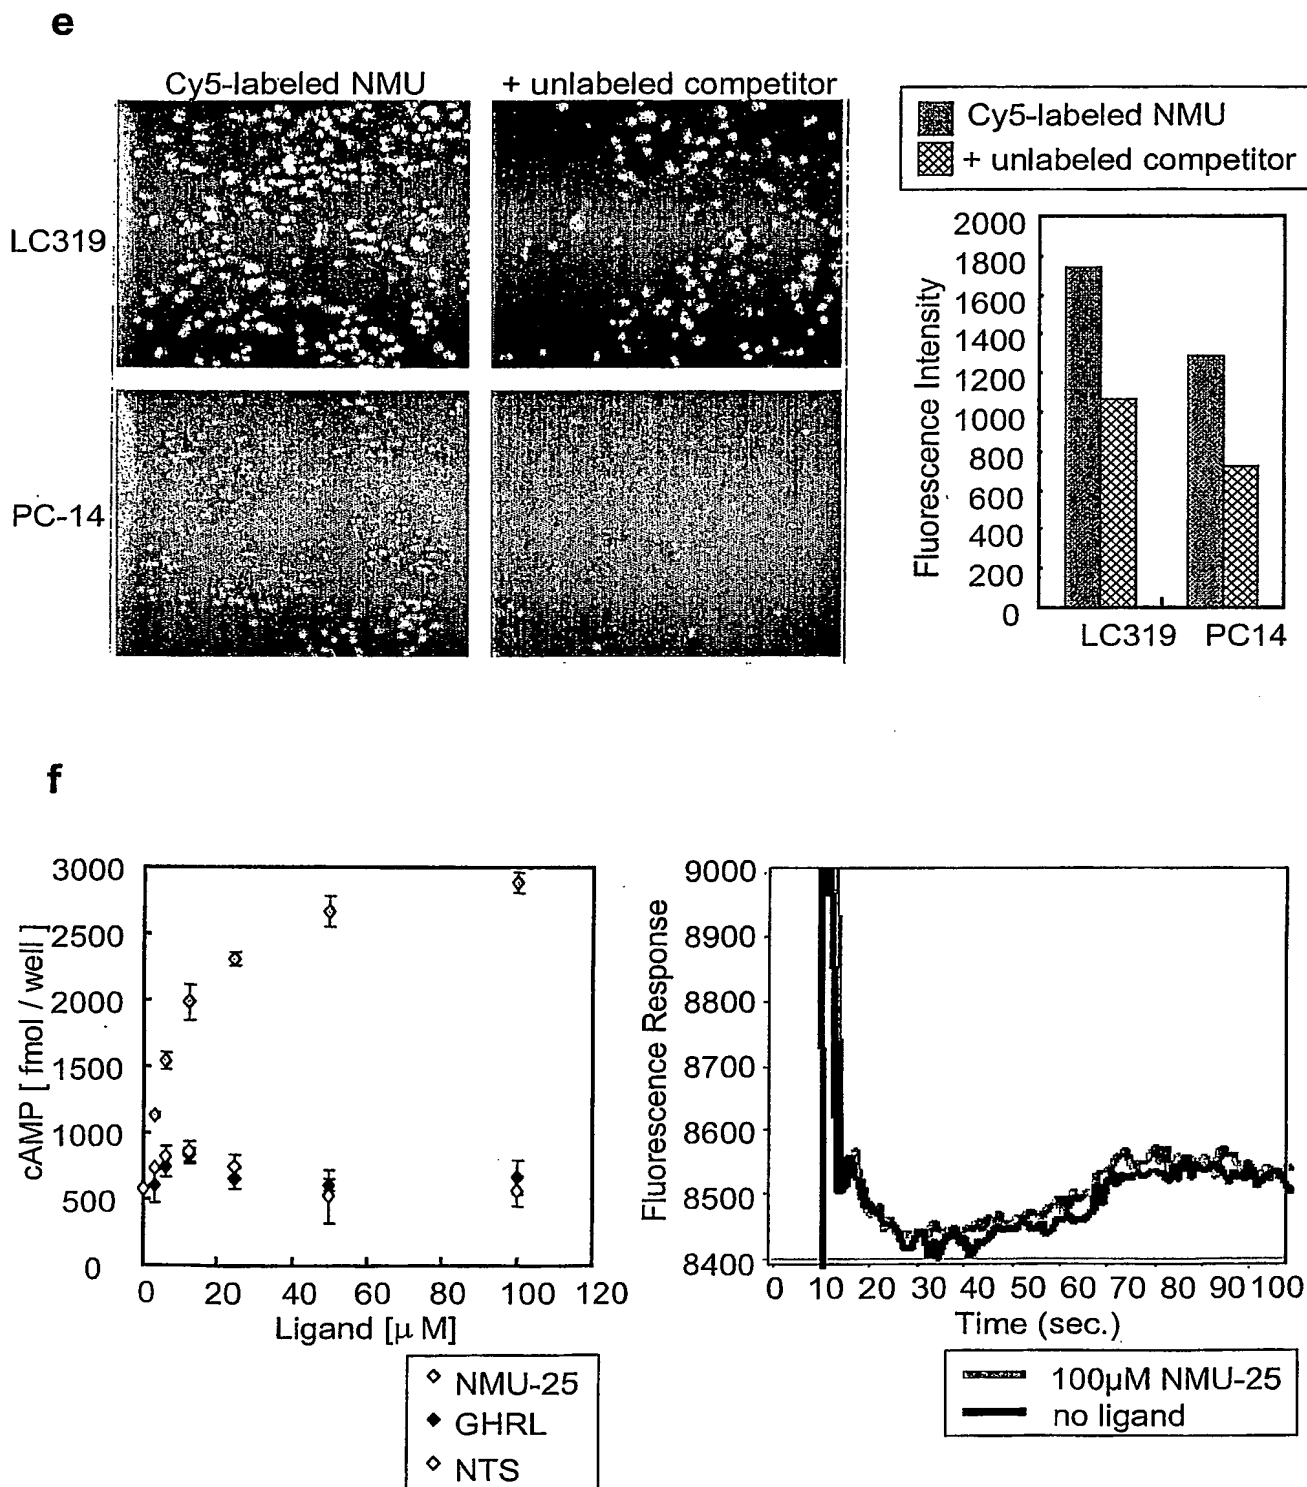 e
Cy5-labeled NMU
+ unlabeled competitor
LC319
PC-14
Cy5-labeled NMU
+ unlabeled competitor
Fluorescence Intensity
2000
1800
1600
1400
1200
1000
800
600
400
200
0
LC319 PC14
f
cAMP [ fmol / well ]
3000
2500
2000
1500
1000
500
0
0 20 40 60 80 100 120
Ligand [μ M]
NMU-25
GHRL
NTS
Fluorescence Response
9000
8900
8800
8700
8600
8500
8400
0 10 20 30 40 50 60 70 80 90 100
Time (sec.)
100μM NMU-25
no ligand